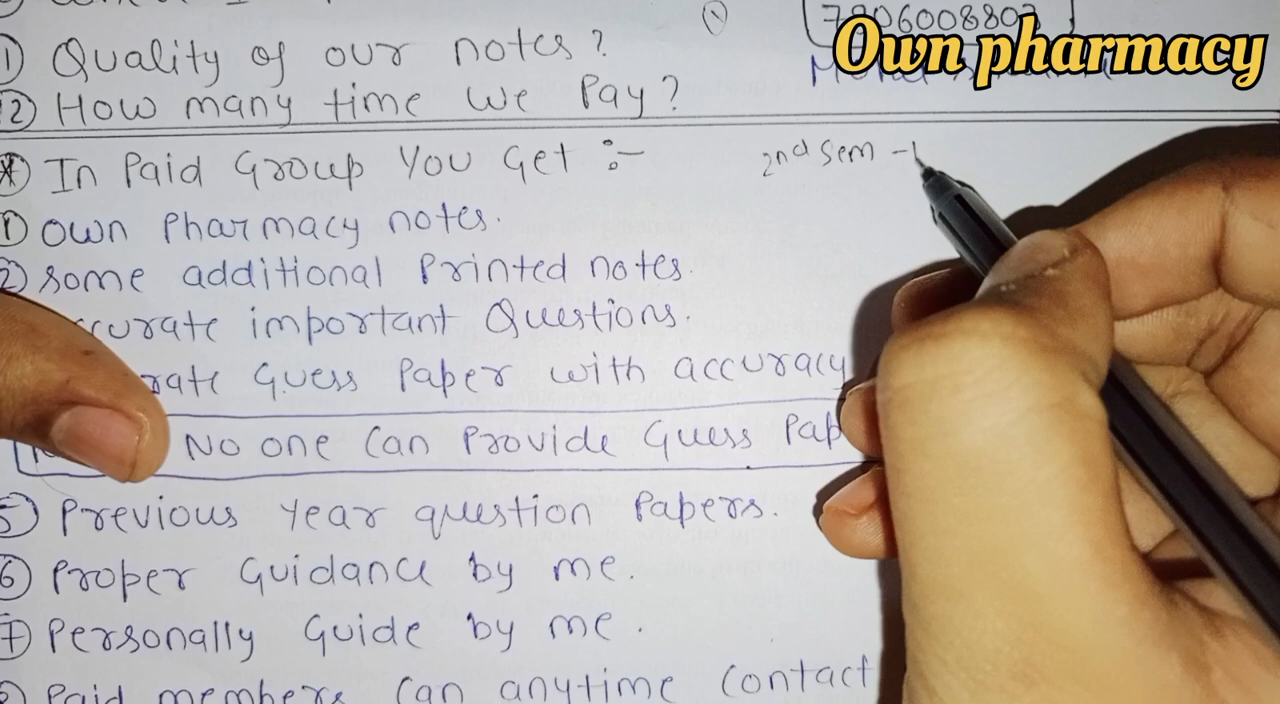 7906008803
Own pharmacy
① Quality of our notes?
② How many time we Pay?
* In Paid Group You Get :-
2nd Sem -
① Own Pharmacy notes.
② Some additional Printed notes.
curate important Questions.
rate Guess Paper with accuracy
No one Can Provide Guess Pap
⑤ Previous Year question Papers.
⑥ Proper Guidance by me.
⑦ Personally Guide by me.
Paid members Can anytime Contact